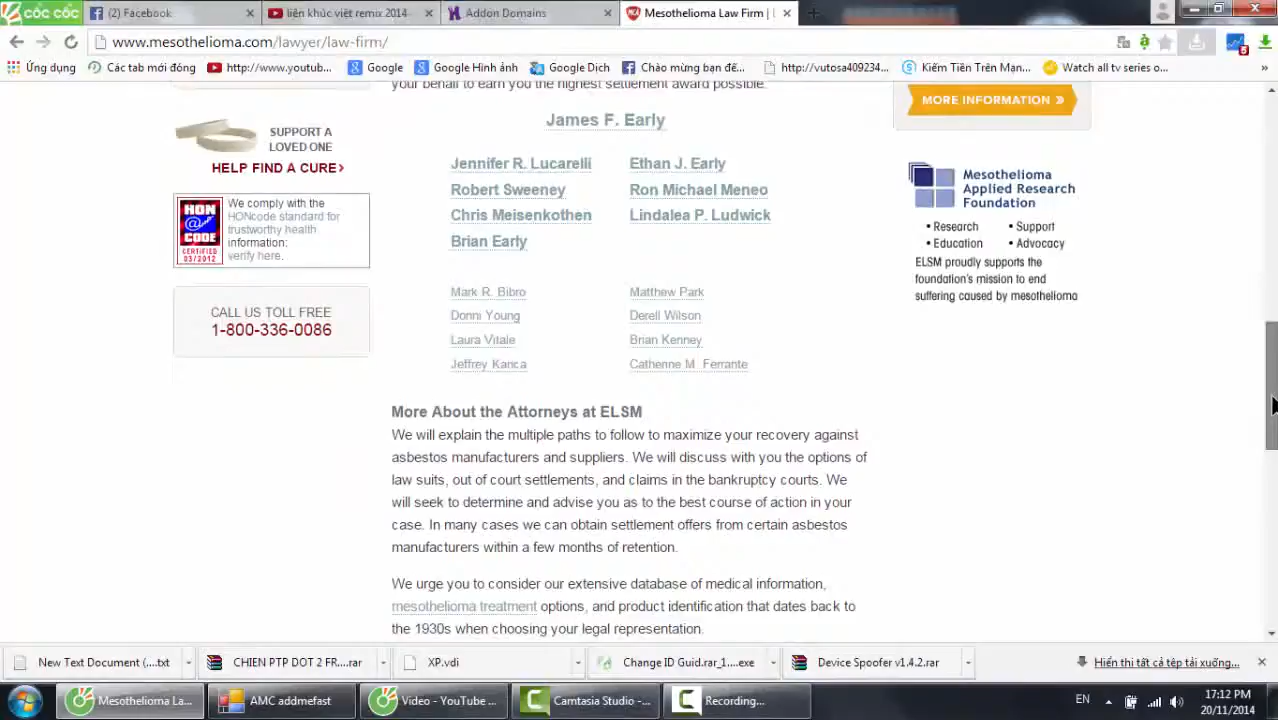 CỐC CỐC
(2) Facebook
liên khúc việt remix 2014
Addon Domains
Mesothelioma Law Firm |
www.mesothelioma.com/lawyer/law-firm/
Ứng dụng
Các tab mới đóng
http://www.youtub...
Google
Google Hình ảnh
Google Dịch
Chào mừng bạn đế...
http://vutosa409234...
Kiếm Tiền Trên Mạn...
Watch all tv series o...
»
your behalf to earn you the highest settlement award possible.
James F. Early
Jennifer R. Lucarelli
Ethan J. Early
Robert Sweeney
Ron Michael Meneo
Chris Meisenkothen
Lindalea P. Ludwick
Brian Early
Mark R. Bibro
Matthew Park
Donni Young
Derell Wilson
Laura Vitale
Brian Kenney
Jeffrey Kanca
Catherine M. Ferrante
SUPPORT A
LOVED ONE
HELP FIND A CURE
HON
@
CODE
CERTIFIED
03/2012
We comply with the
HONcode standard for
trustworthy health
information:
verify here.
CALL US TOLL FREE
1-800-336-0086
MORE INFORMATION »
Mesothelioma
Applied Research
Foundation
• Research
• Support
• Education
• Advocacy
ELSM proudly supports the
foundation's mission to end
suffering caused by mesothelioma
More About the Attorneys at ELSM
We will explain the multiple paths to follow to maximize your recovery against
asbestos manufacturers and suppliers. We will discuss with you the options of
law suits, out of court settlements, and claims in the bankruptcy courts. We
will seek to determine and advise you as to the best course of action in your
case. In many cases we can obtain settlement offers from certain asbestos
manufacturers within a few months of retention.
We urge you to consider our extensive database of medical information,
mesothelioma treatment options, and product identification that dates back to
the 1930s when choosing your legal representation.
New Text Document (....txt
CHIEN PTP DOT 2 FR....rar
XP.vdi
Change ID Guid.rar_1....exe
Device Spoofer v1.4.2.rar
Hiển thị tất cả tệp tải xuống...
Mesothelioma La...
AMC addmefast
Video - YouTube ...
Camtasia Studio -...
Recording...
EN
17:12 PM
20/11/2014